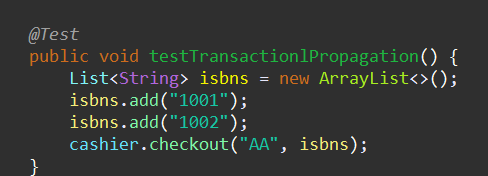 @Test
public void testTransactionlPropagation() {
    List<String> isbns = new ArrayList<>();
    isbns.add("1001");
    isbns.add("1002");
    cashier.checkout("AA", isbns);
}